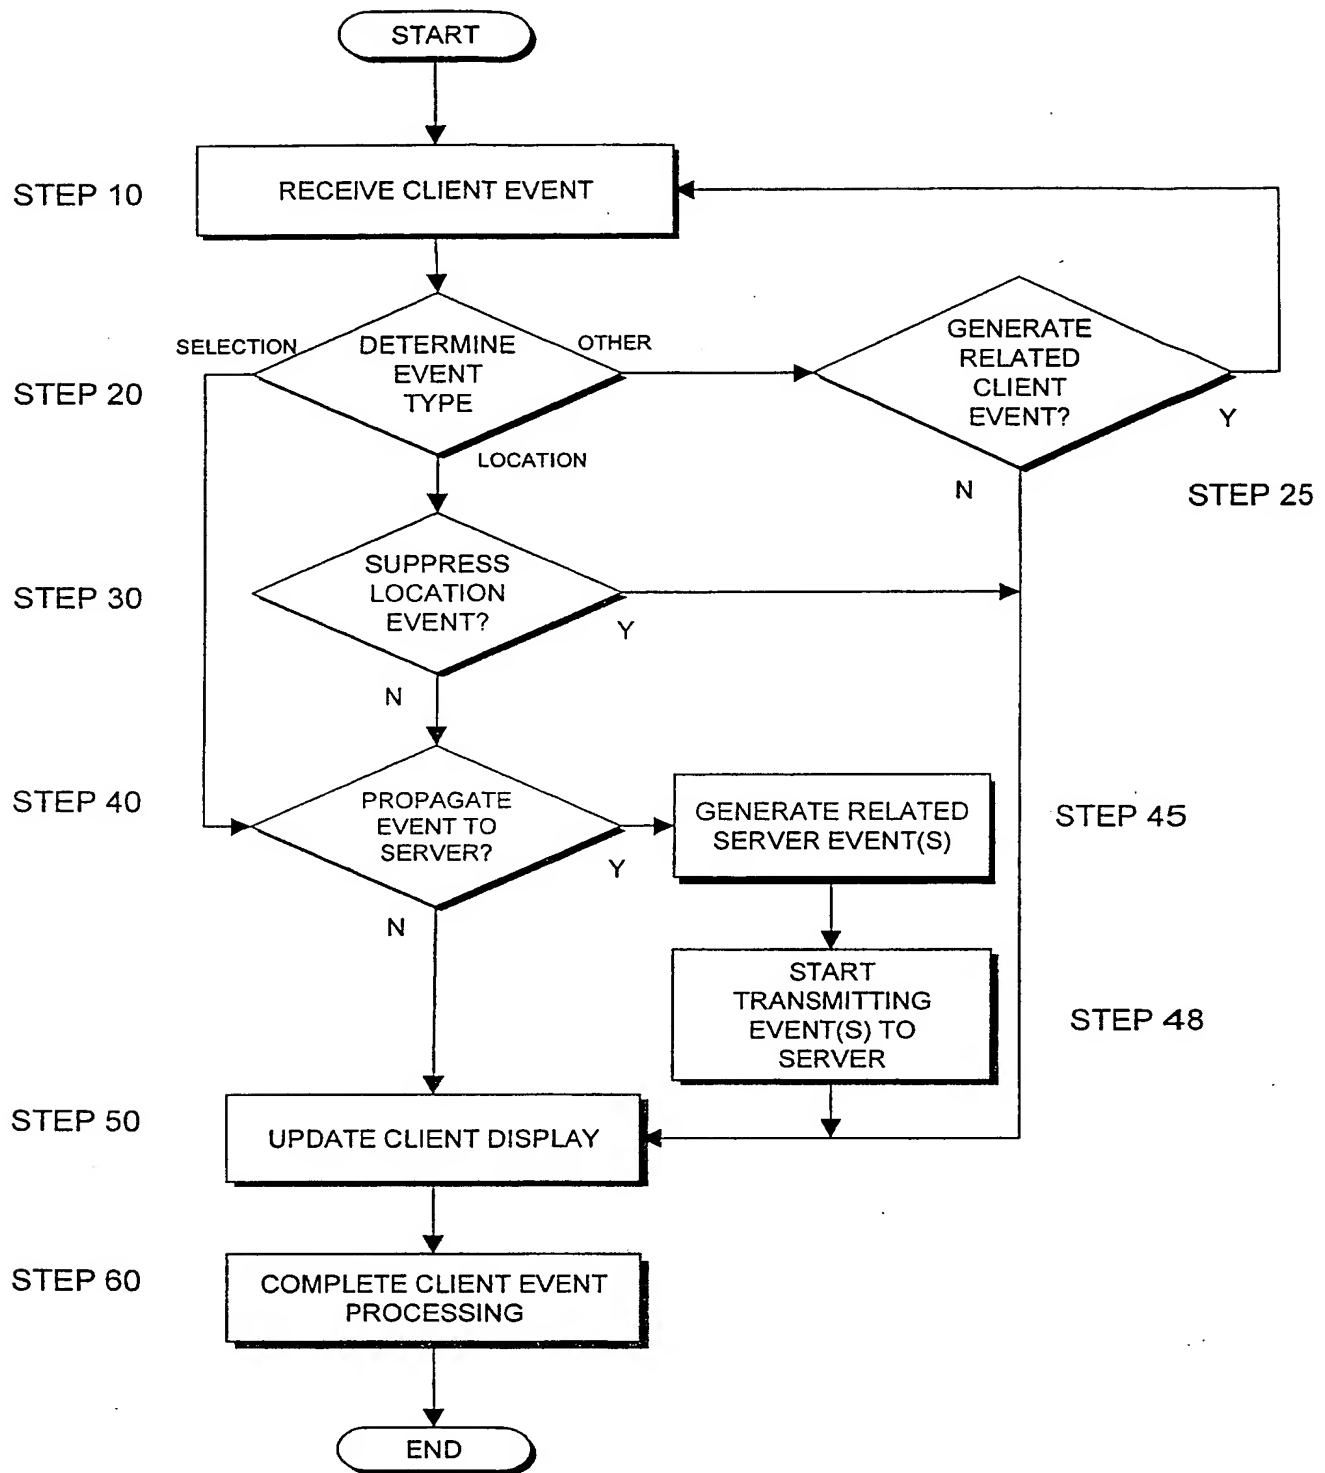 START
STEP 10
RECEIVE CLIENT EVENT
SELECTION
DETERMINE
EVENT
TYPE
OTHER
GENERATE
RELATED
CLIENT
EVENT?
STEP 20
LOCATION
Y
N
STEP 25
SUPPRESS
LOCATION
EVENT?
STEP 30
Y
N
STEP 40
PROPAGATE
EVENT TO
SERVER?
Y
N
GENERATE RELATED
SERVER EVENT(S)
STEP 45
START
TRANSMITTING
EVENT(S) TO
SERVER
STEP 48
STEP 50
UPDATE CLIENT DISPLAY
STEP 60
COMPLETE CLIENT EVENT
PROCESSING
END